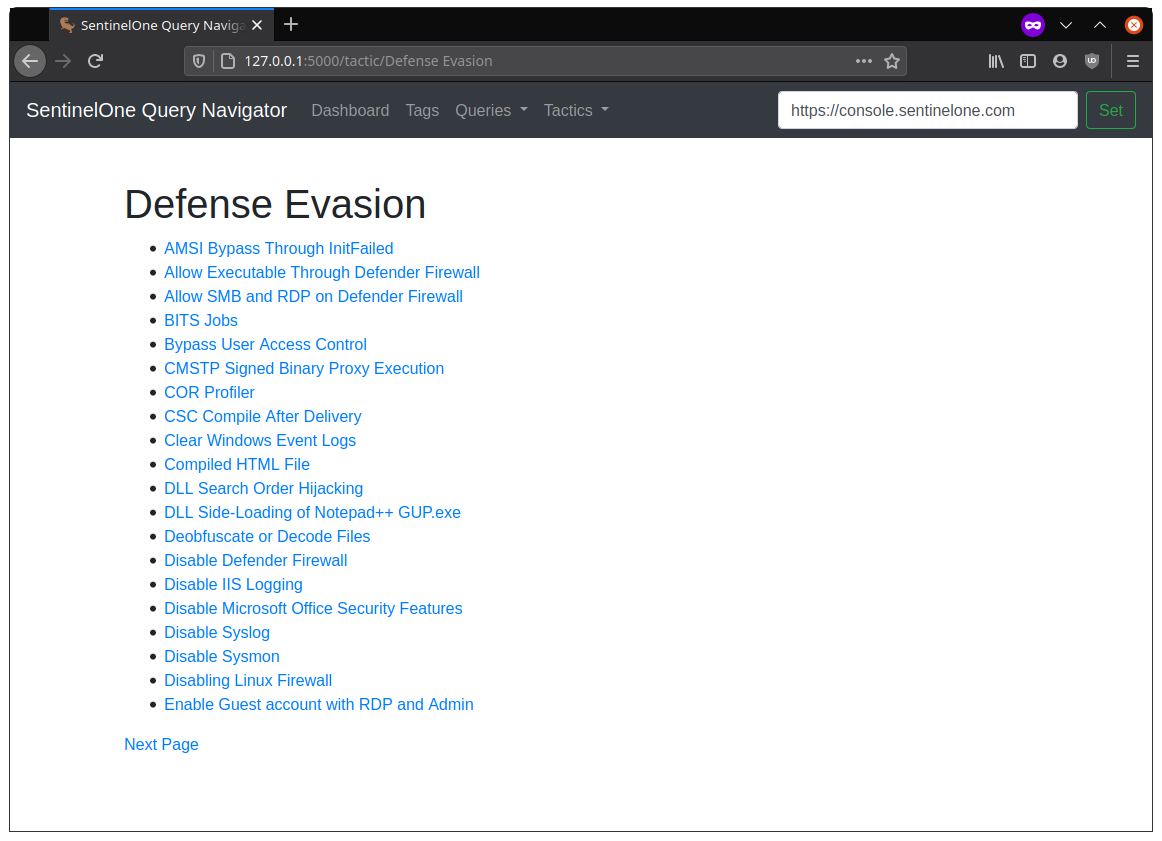 SentinelOne Query Naviga
127.0.0.1:5000/tactic/Defense Evasion
SentinelOne Query Navigator Dashboard Tags Queries Tactics https://console.sentinelone.com Set
Defense Evasion
AMSI Bypass Through InitFailed
Allow Executable Through Defender Firewall
Allow SMB and RDP on Defender Firewall
BITS Jobs
Bypass User Access Control
CMSTP Signed Binary Proxy Execution
COR Profiler
CSC Compile After Delivery
Clear Windows Event Logs
Compiled HTML File
DLL Search Order Hijacking
DLL Side-Loading of Notepad++ GUP.exe
Deobfuscate or Decode Files
Disable Defender Firewall
Disable IIS Logging
Disable Microsoft Office Security Features
Disable Syslog
Disable Sysmon
Disabling Linux Firewall
Enable Guest account with RDP and Admin
Next Page